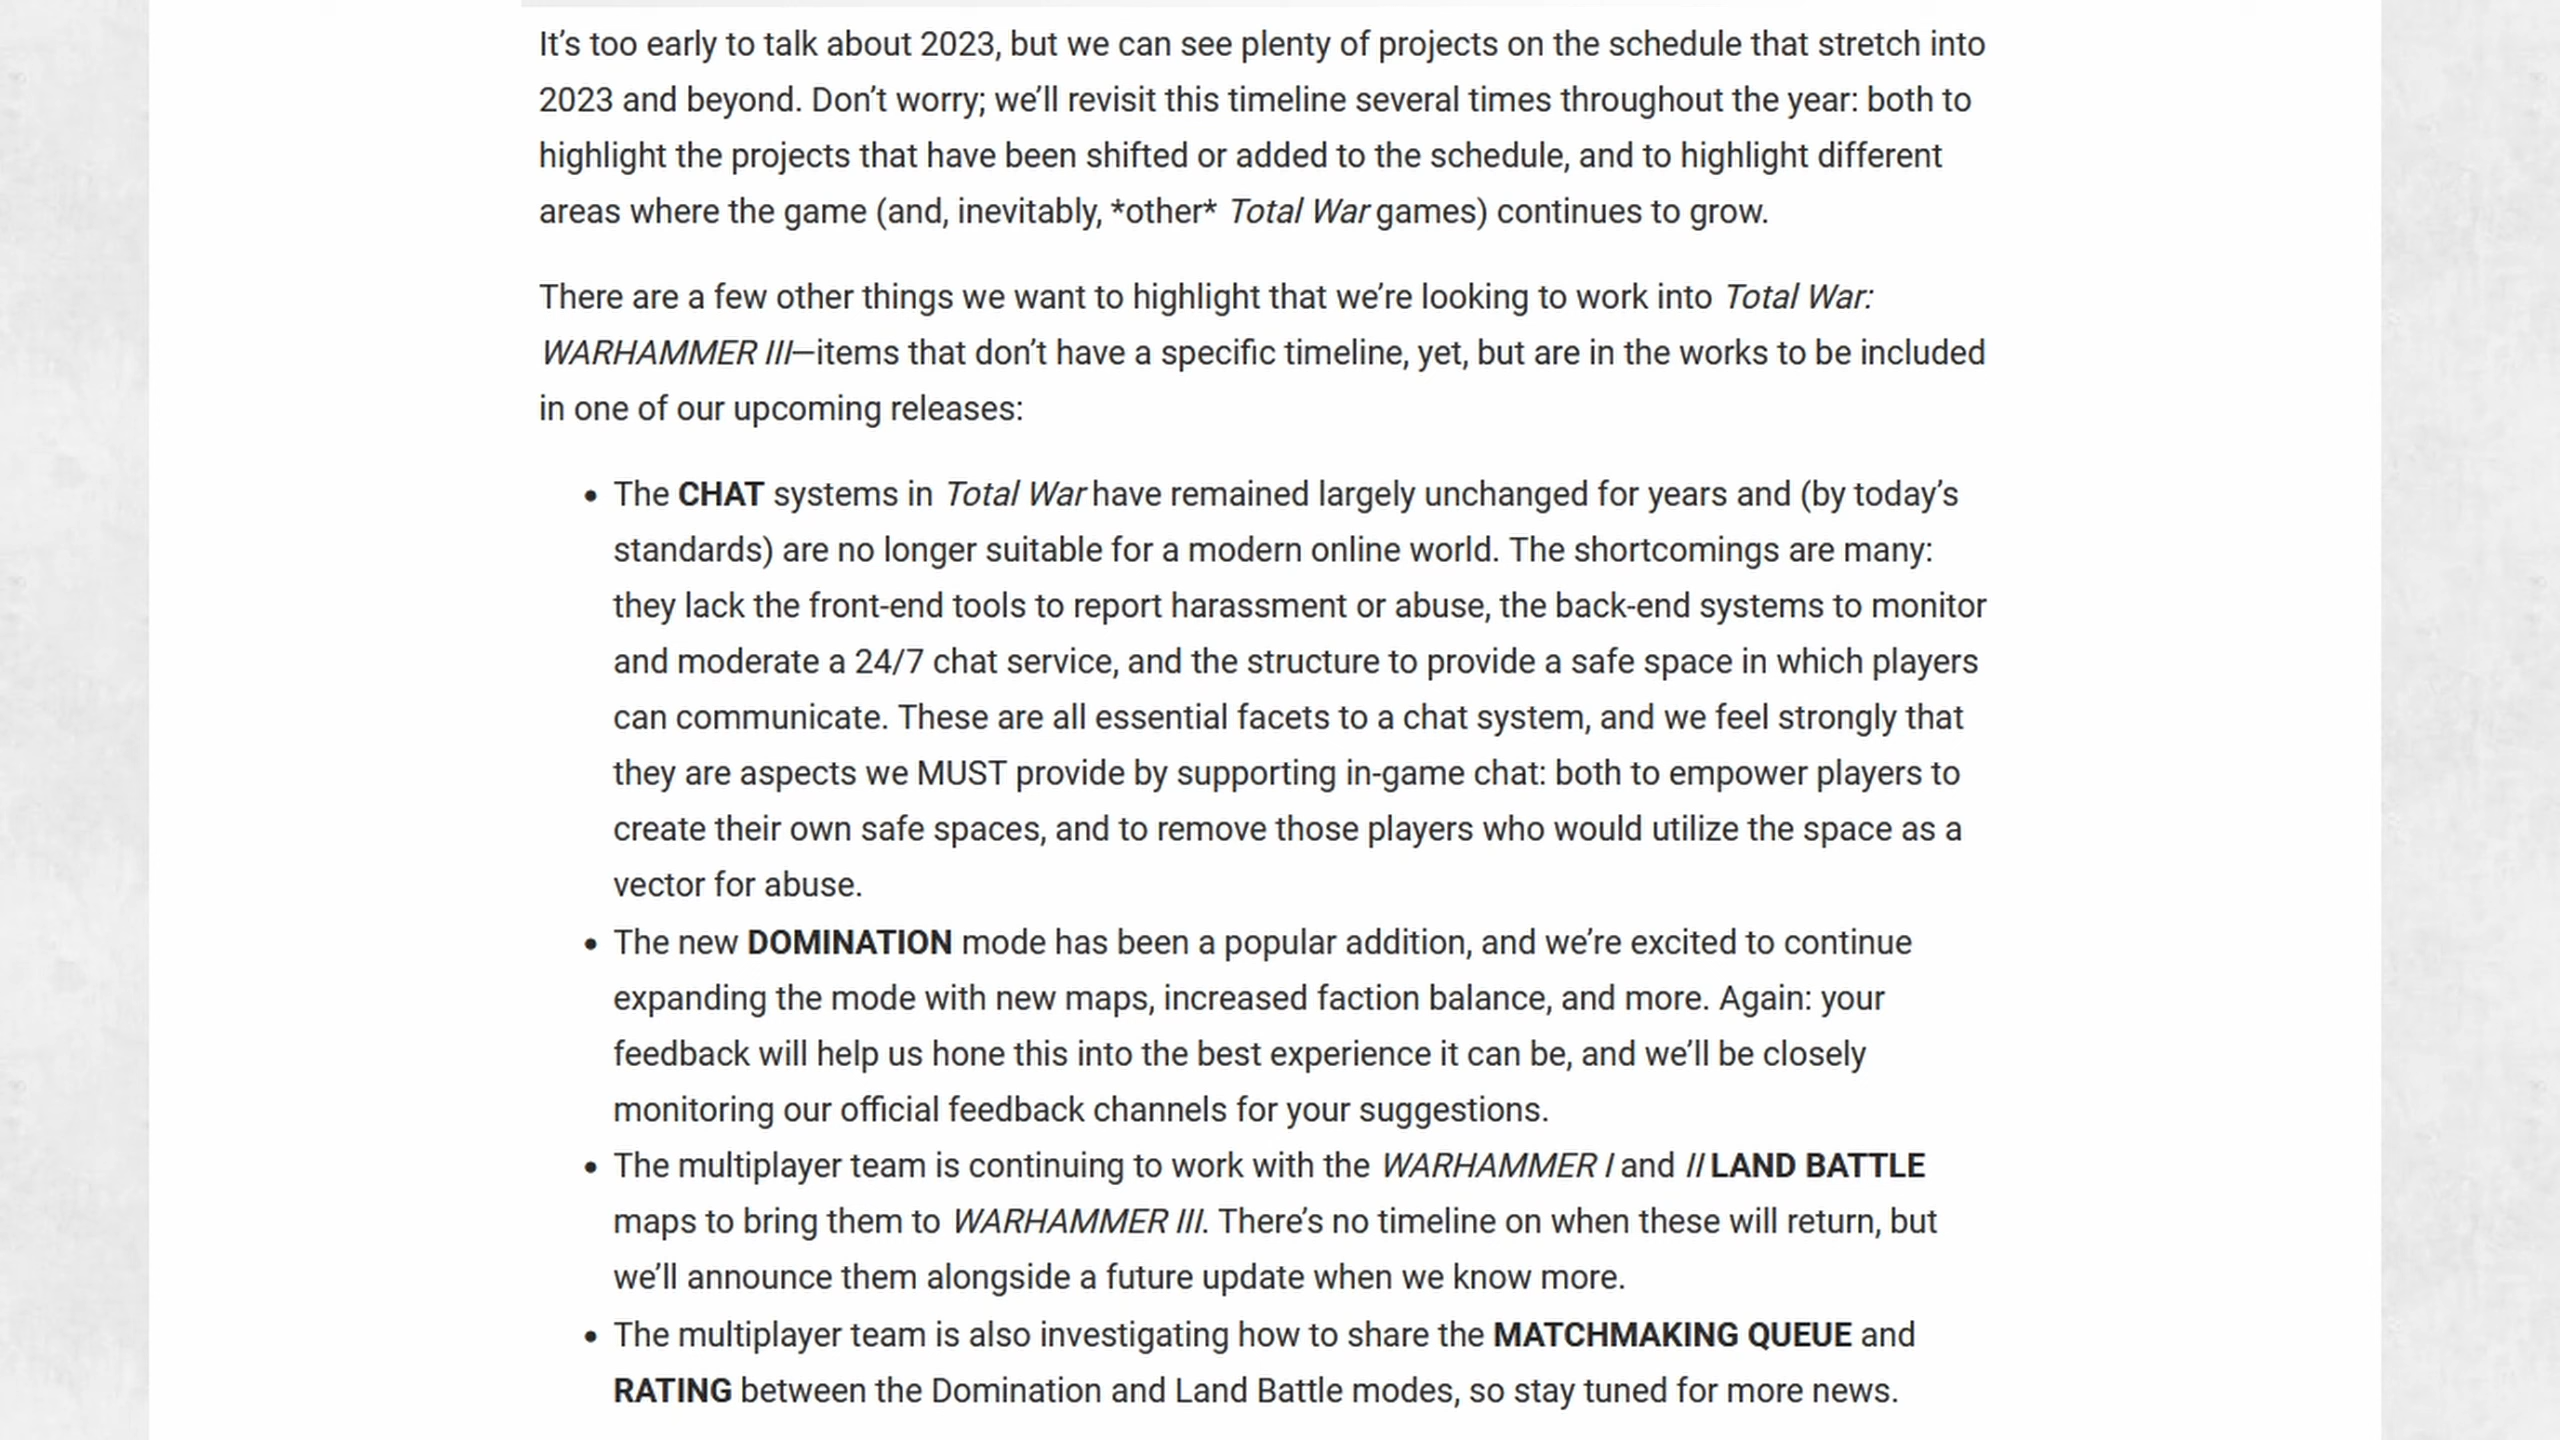 It’s too early to talk about 2023, but we can see plenty of projects on the schedule that stretch into
2023 and beyond. Don’t worry; we’ll revisit this timeline several times throughout the year: both to
highlight the projects that have been shifted or added to the schedule, and to highlight different
areas where the game (and, inevitably, *other* Total War games) continues to grow.
There are a few other things we want to highlight that we’re looking to work into Total War:
WARHAMMER III—items that don’t have a specific timeline, yet, but are in the works to be included
in one of our upcoming releases:
• The CHAT systems in Total War have remained largely unchanged for years and (by today’s
standards) are no longer suitable for a modern online world. The shortcomings are many:
they lack the front-end tools to report harassment or abuse, the back-end systems to monitor
and moderate a 24/7 chat service, and the structure to provide a safe space in which players
can communicate. These are all essential facets to a chat system, and we feel strongly that
they are aspects we MUST provide by supporting in-game chat: both to empower players to
create their own safe spaces, and to remove those players who would utilize the space as a
vector for abuse.
• The new DOMINATION mode has been a popular addition, and we’re excited to continue
expanding the mode with new maps, increased faction balance, and more. Again: your
feedback will help us hone this into the best experience it can be, and we’ll be closely
monitoring our official feedback channels for your suggestions.
• The multiplayer team is continuing to work with the WARHAMMER I and II LAND BATTLE
maps to bring them to WARHAMMER III. There’s no timeline on when these will return, but
we’ll announce them alongside a future update when we know more.
• The multiplayer team is also investigating how to share the MATCHMAKING QUEUE and
RATING between the Domination and Land Battle modes, so stay tuned for more news.